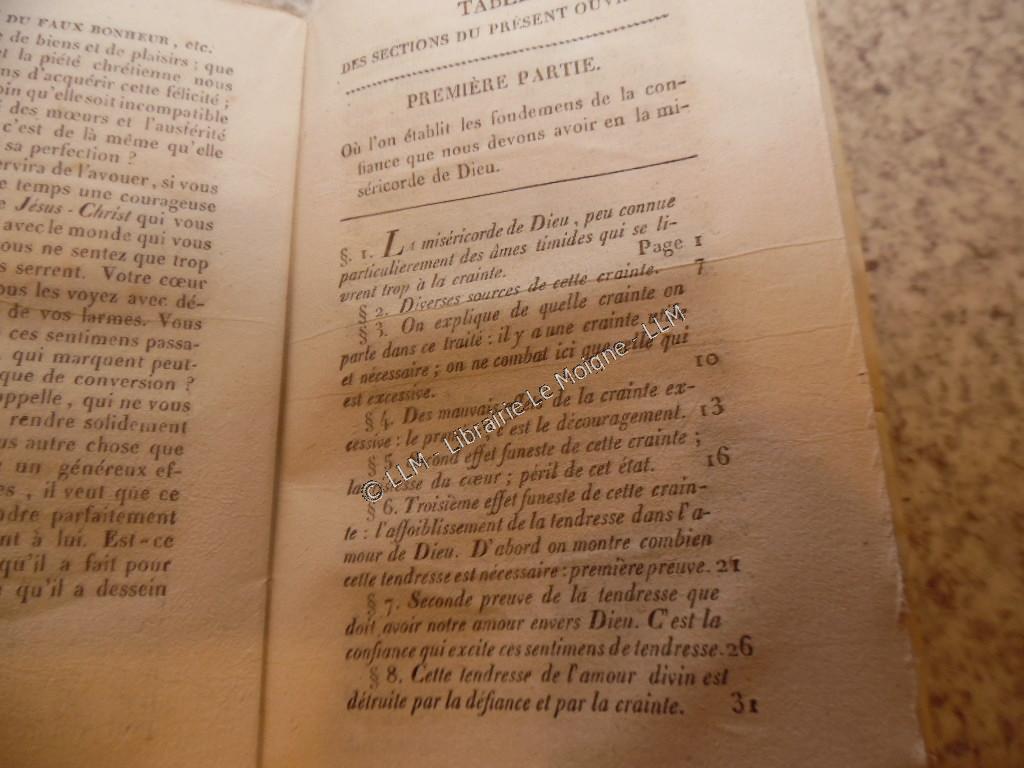 DU FAUX BONHEUR, etc.
de biens et de plaisirs ; que
et la piété chrétienne nous
d'acquérir cette félicité ;
qu'elle soit incompatible
des mœurs et l'austérité
c'est de là même qu'elle
sa perfection ?
de l'avouer, si vous
temps une courageuse
Jésus-Christ qui vous
avec le monde qui vous
ne sentez que trop
serrent. Votre cœur
les voyez avec dé-
de vos larmes. Vous
ces sentimens passa-
qui marquent peut-
que de conversion ?
qui ne vous
rendre solidement
autre chose que
un généreux ef-
, il veut que ce
parfaitement
à lui. Est-ce
qu'il a fait pour
qu'il a dessein
TABLE
DES SECTIONS DU PRÉSENT
PREMIÈRE PARTIE.
Où l'on établit les fondemens de la con-
fiance que nous devons avoir en la mi-
séricorde de Dieu.
§. 1. LA miséricorde de Dieu, peu connue
particulierement des âmes timides qui se li-
vrent trop à la crainte. Page 1
§ 2. Diverses sources de cette crainte. 7
§ 3. On explique de quelle crainte on
parle dans ce traité : il y a une crainte utile
et nécessaire ; on ne combat ici que celle qui
est excessive. 10
§ 4. Des mauvais de la crainte ex-
cessive : le c'est le découragement. 13
§ 5. effet funeste de cette crainte ;
du cœur ; péril de cet état. 16
§ 6. Troisième effet funeste de cette crain-
te : l'affoiblissement de la tendresse dans l'a-
mour de Dieu. D'abord on montre combien
cette tendresse est nécessaire : première preuve. 21
§ 7. Seconde preuve de la tendresse que
doit avoir notre amour envers Dieu. C'est la
confiance qui excite ces sentimens de tendresse. 26
§ 8. Cette tendresse de l'amour divin est
détruite par la défiance et par la crainte. 31
© LLM - Librairie Le Moigne - LLM